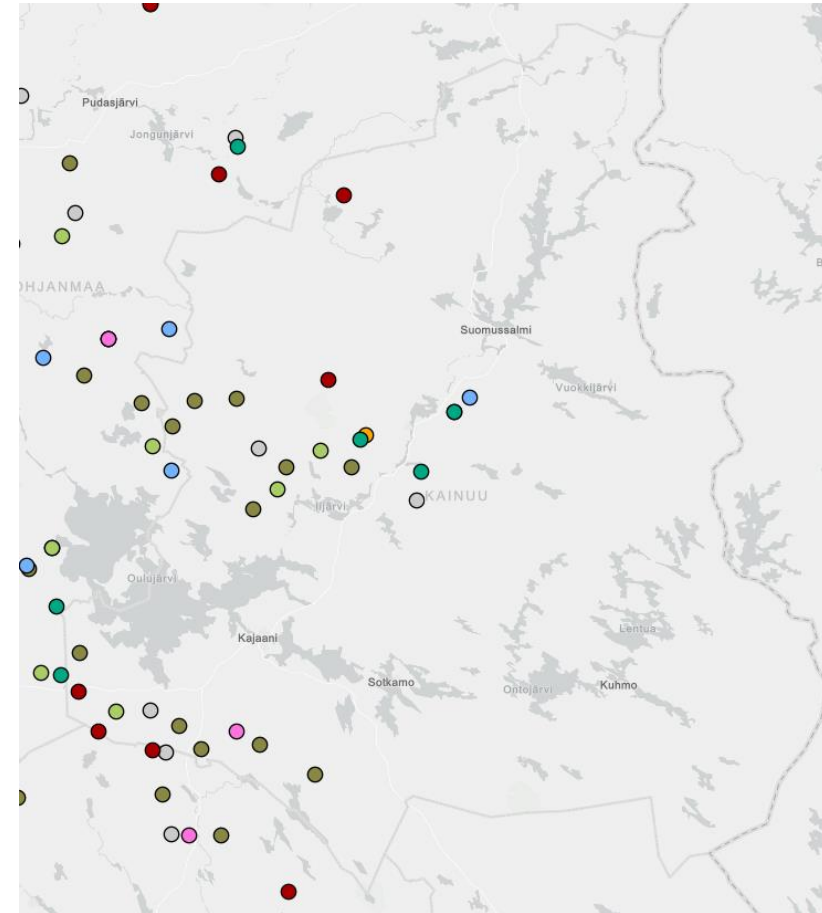 Pudasjärvi
Jongunjärvi
OHJANMAA
B
Suomussalmi
Vuokkijärvi
KAINUU
Iijärvi
Oulujärvi
Kajaani
Lentua
Sotkamo
Ontojärvi
Kuhmo